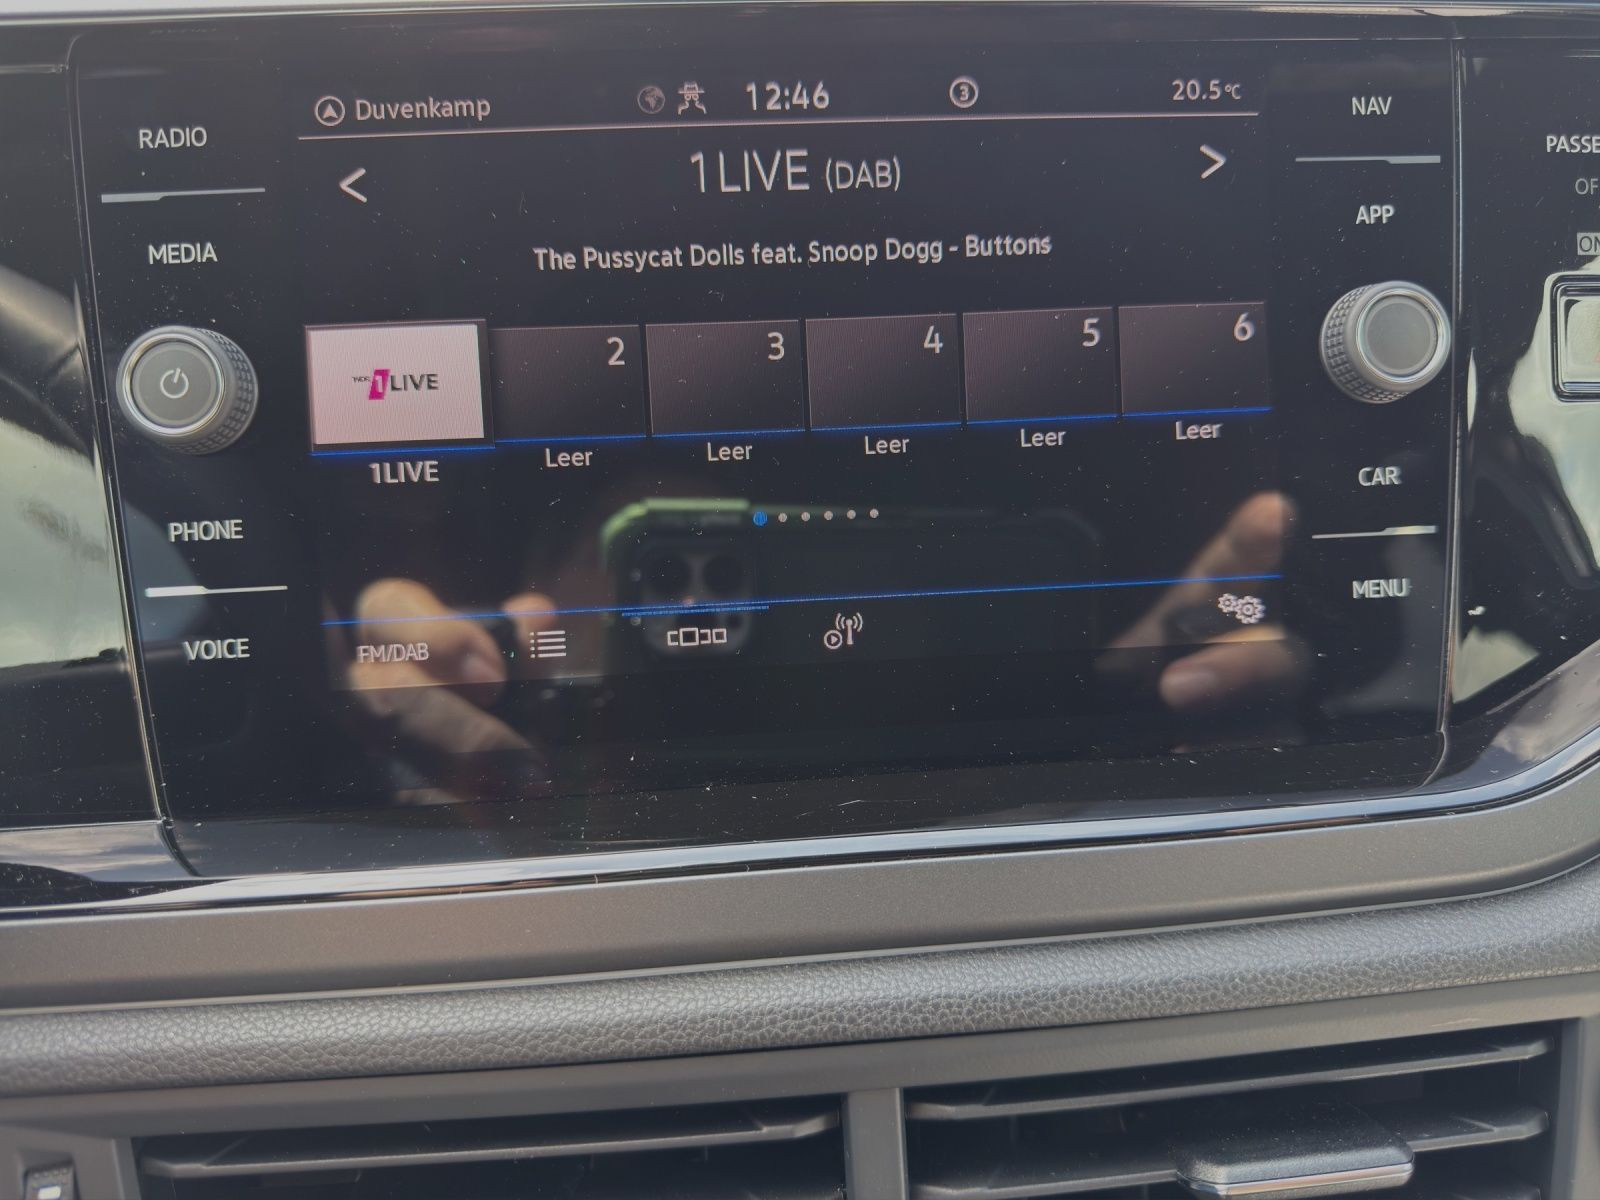 RADIO
MEDIA
PHONE
VOICE
Duvenkamp
12:46
3
20.5°C
1LIVE (DAB)
The Pussycat Dolls feat. Snoop Dogg - Buttons
1LIVE
2
3
4
5
6
1LIVE
Leer
Leer
Leer
Leer
Leer
FM/DAB
NAV
APP
CAR
MENU
PASSE
OF
ON